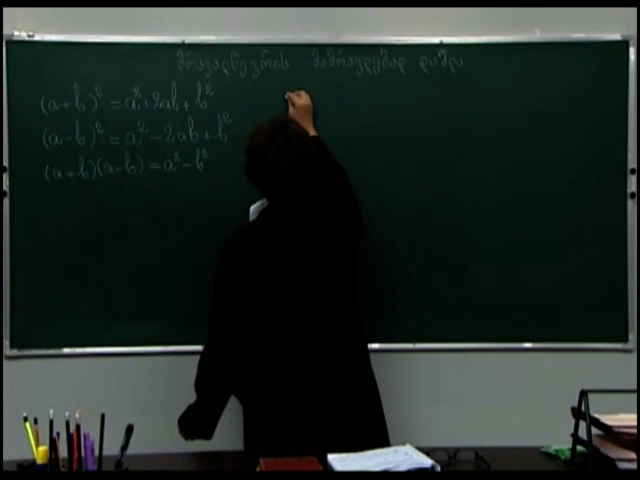 მრავალწევრის მამრავლებად დაშლა
(a+b)² = a²+2ab+b²
(a-b)² = a²-2ab+b²
(a+b)(a-b) = a²-b²